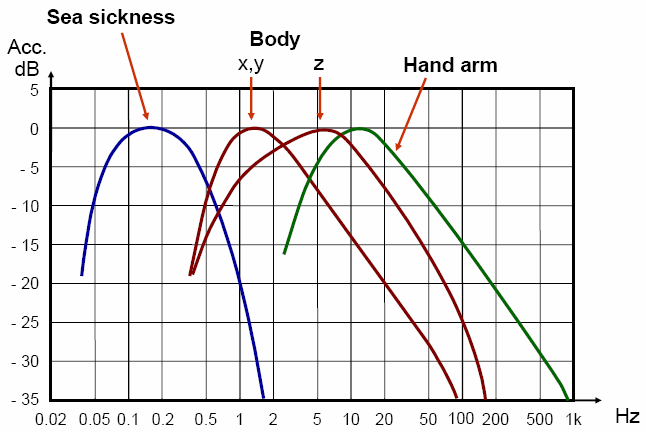 Sea sickness
Body
Acc.
dB
x,y
z
Hand arm
5
0
- 5
- 10
- 15
- 20
- 25
- 30
- 35
0.02 0.05 0.1 0.2 0.5 1 2 5 10 20 50 100 200 500 1k
Hz